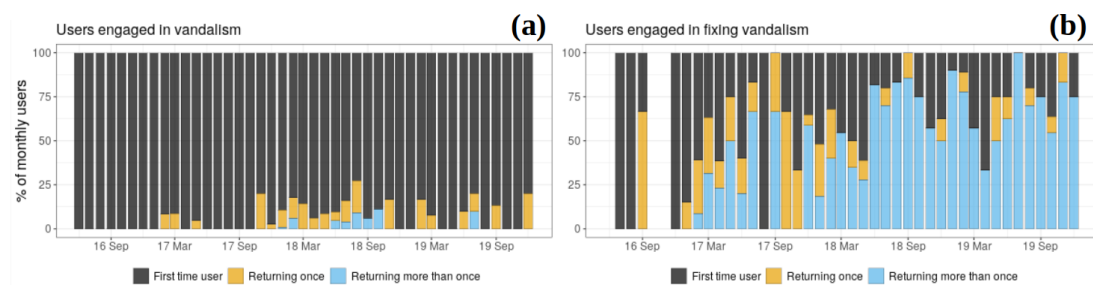 (a)
Users engaged in vandalism
% of monthly users
100
75
50
25
0
16 Sep 17 Mar 17 Sep 18 Mar 18 Sep 19 Mar 19 Sep
First time user Returning once Returning more than once
(b)
Users engaged in fixing vandalism
100
75
50
25
0
16 Sep 17 Mar 17 Sep 18 Mar 18 Sep 19 Mar 19 Sep
First time user Returning once Returning more than once